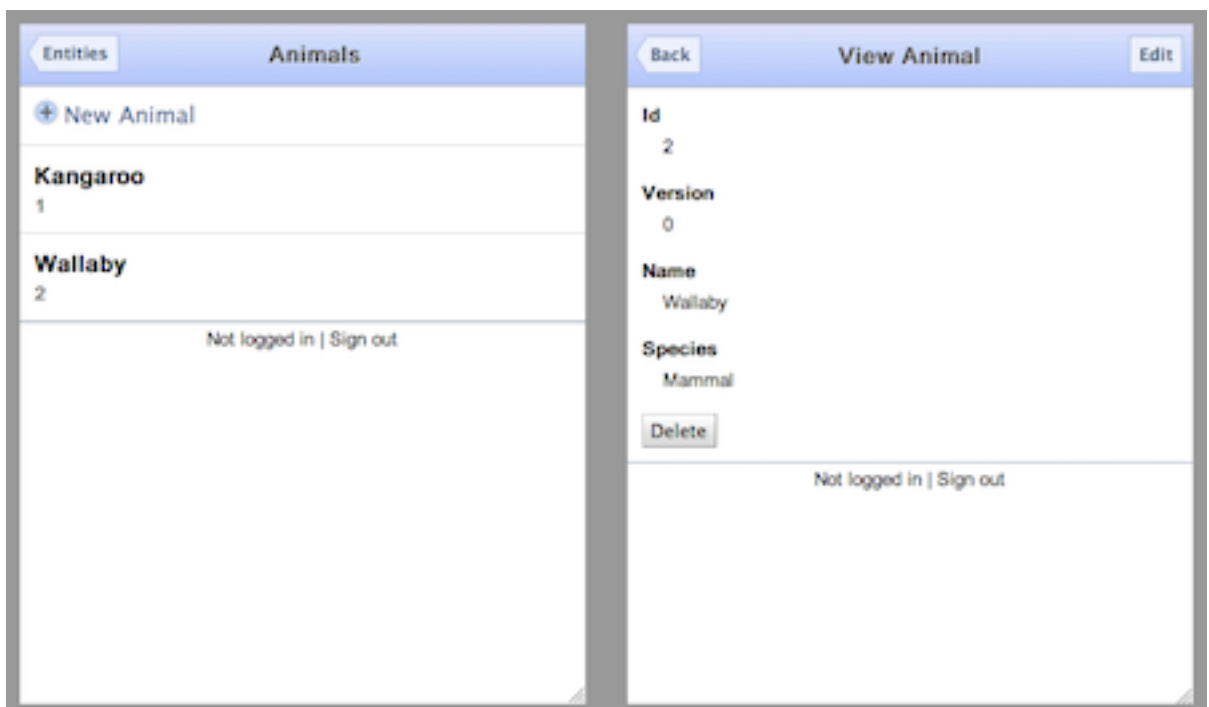 Entities
Animals
New Animal
Kangaroo
1
Wallaby
2
Not logged in | Sign out
Back
View Animal
Edit
Id
2
Version
0
Name
Wallaby
Species
Mammal
Delete
Not logged in | Sign out